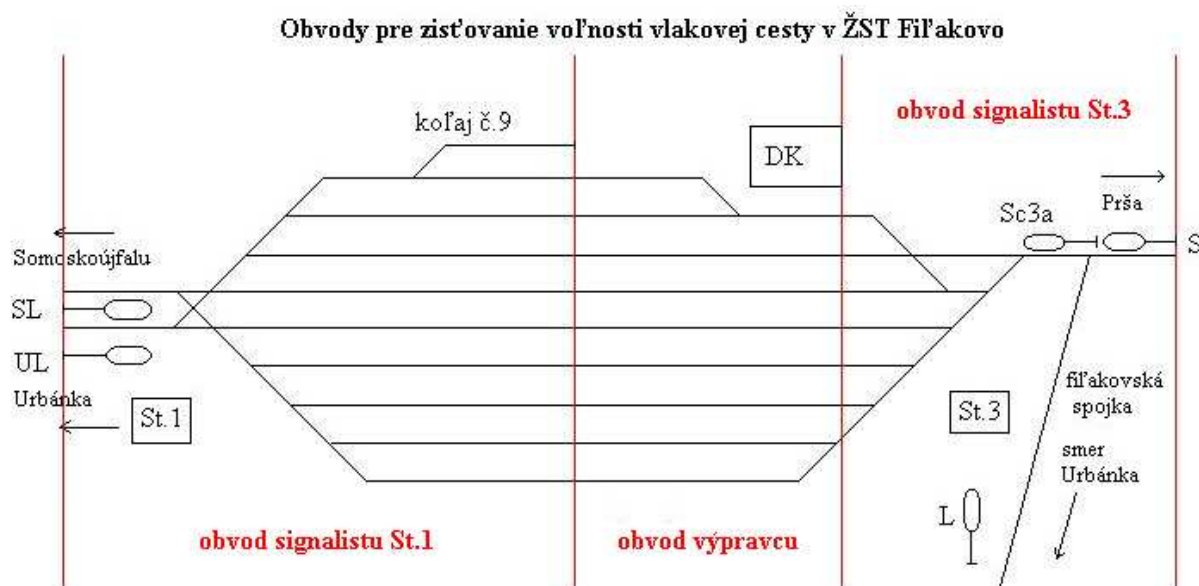 Obvody pre zisťovanie voľnosti vlakovej cesty v ŽST Fiľakovo
obvod signalistu St.3
koľaj č.9
DK
Prša
Sc3a
S
Somoskoújfalu
SL
UL
Urbánka
St.1
St.3
fiľakovská
spojka
smer
Urbánka
L
obvod signalistu St.1
obvod výpravcu